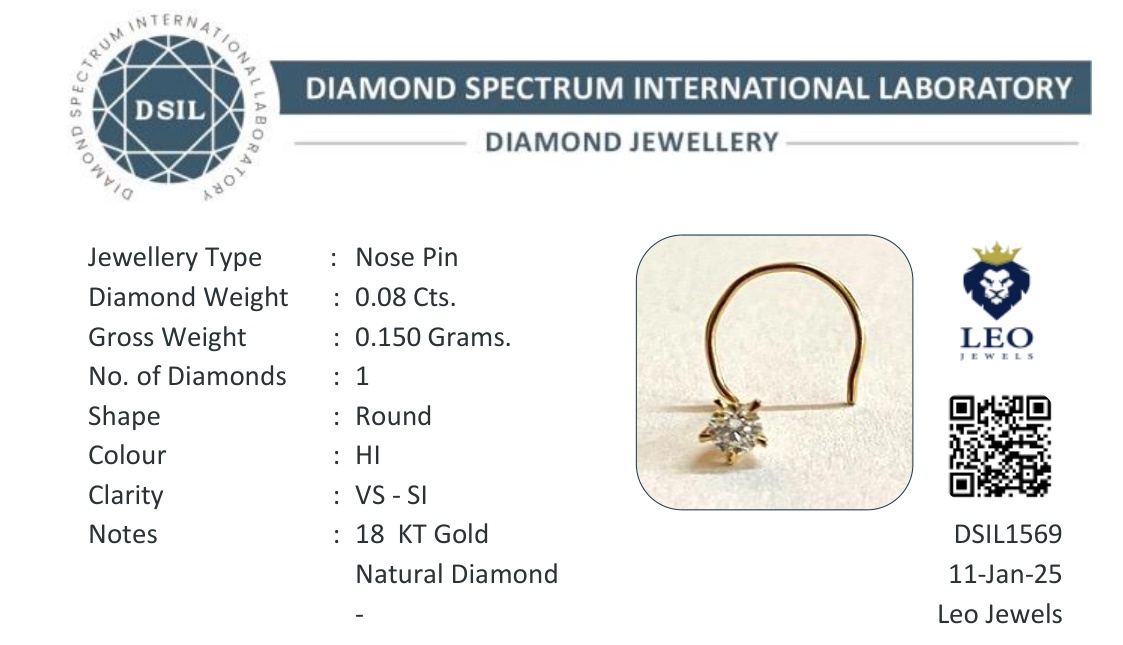 DIAMOND SPECTRUM INTERNATIONAL LABORATORY
DSIL
DIAMOND SPECTRUM INTERNATIONAL LABORATORY
DIAMOND JEWELLERY
Jewellery Type : Nose Pin
Diamond Weight : 0.08 Cts.
Gross Weight : 0.150 Grams.
No. of Diamonds : 1
Shape : Round
Colour : HI
Clarity : VS - SI
Notes : 18 KT Gold
Natural Diamond
-
LEO
JEWELS
DSIL1569
11-Jan-25
Leo Jewels